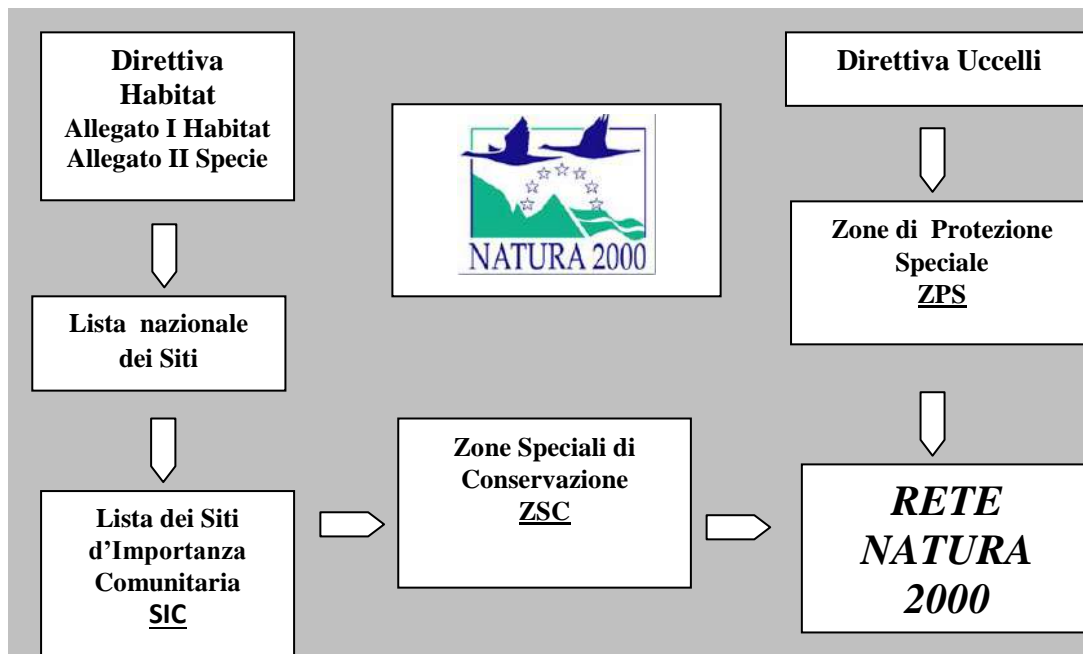 Direttiva
Habitat
Allegato I Habitat
Allegato II Specie
Lista nazionale
dei Siti
Lista dei Siti
d’Importanza
Comunitaria
SIC
NATURA 2000
Zone Speciali di
Conservazione
ZSC
Direttiva Uccelli
Zone di Protezione
Speciale
ZPS
RETE
NATURA
2000